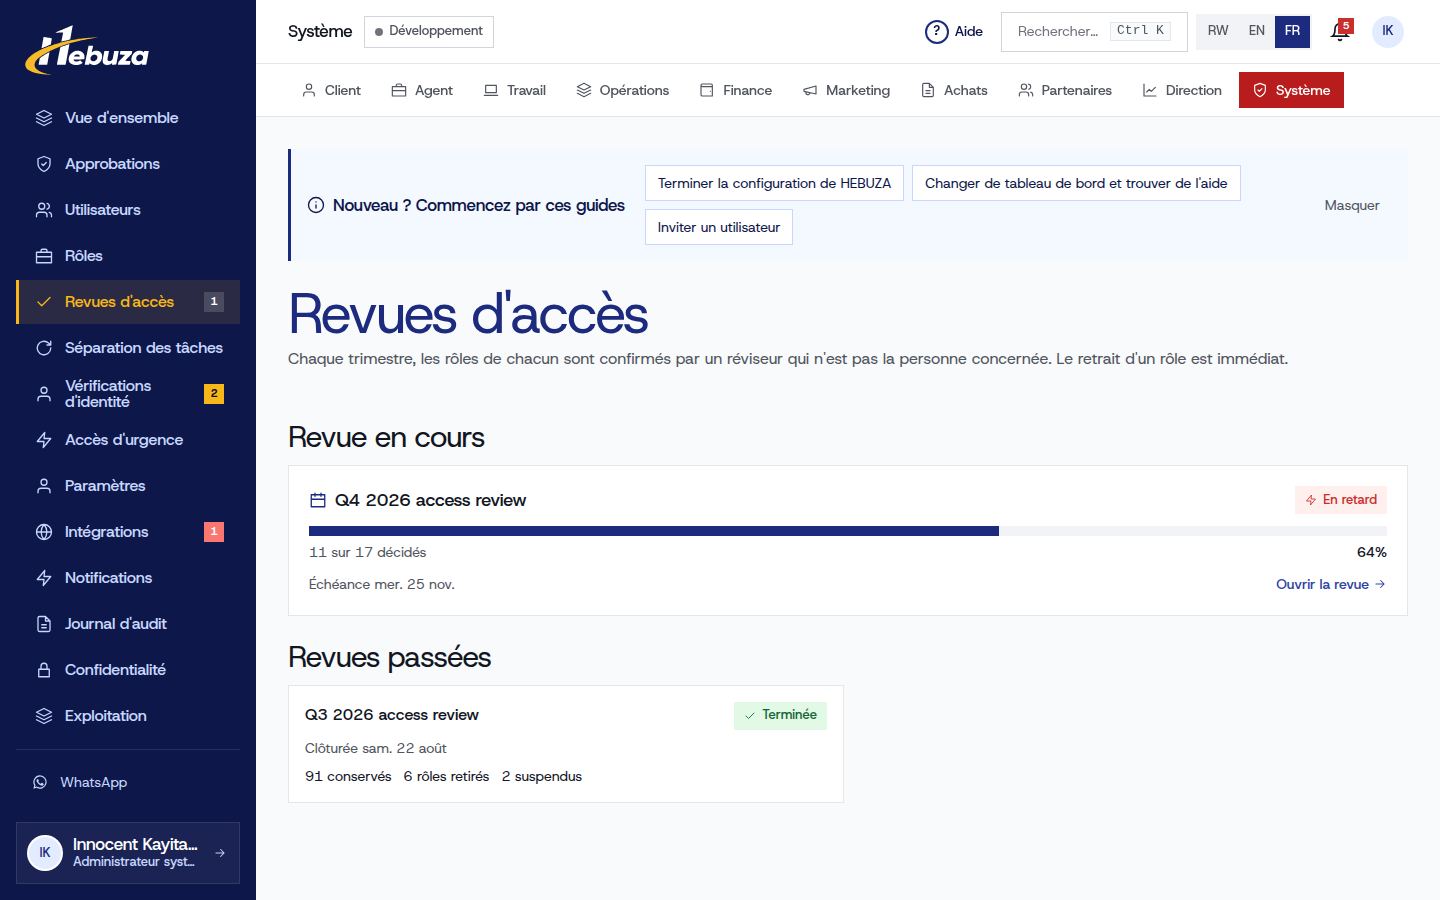 Hebuza
Vue d'ensemble
Approbations
Utilisateurs
Rôles
Revues d'accès 1
Séparation des tâches
Vérifications
d'identité 2
Accès d'urgence
Paramètres
Intégrations 1
Notifications
Journal d'audit
Confidentialité
Exploitation
WhatsApp
IK Innocent Kayita...
Administrateur syst...
Système Développement
? Aide Rechercher... Ctrl K RW EN FR 5 IK
Client Agent Travail Opérations Finance Marketing Achats Partenaires Direction Système
Nouveau ? Commencez par ces guides
Terminer la configuration de HEBUZA Changer de tableau de bord et trouver de l'aide
Inviter un utilisateur
Masquer
Revues d'accès
Chaque trimestre, les rôles de chacun sont confirmés par un réviseur qui n'est pas la personne concernée. Le retrait d'un rôle est immédiat.
Revue en cours
Q4 2026 access review En retard
11 sur 17 décidés 64%
Échéance mer. 25 nov. Ouvrir la revue →
Revues passées
Q3 2026 access review Terminée
Clôturée sam. 22 août
91 conservés 6 rôles retirés 2 suspendus